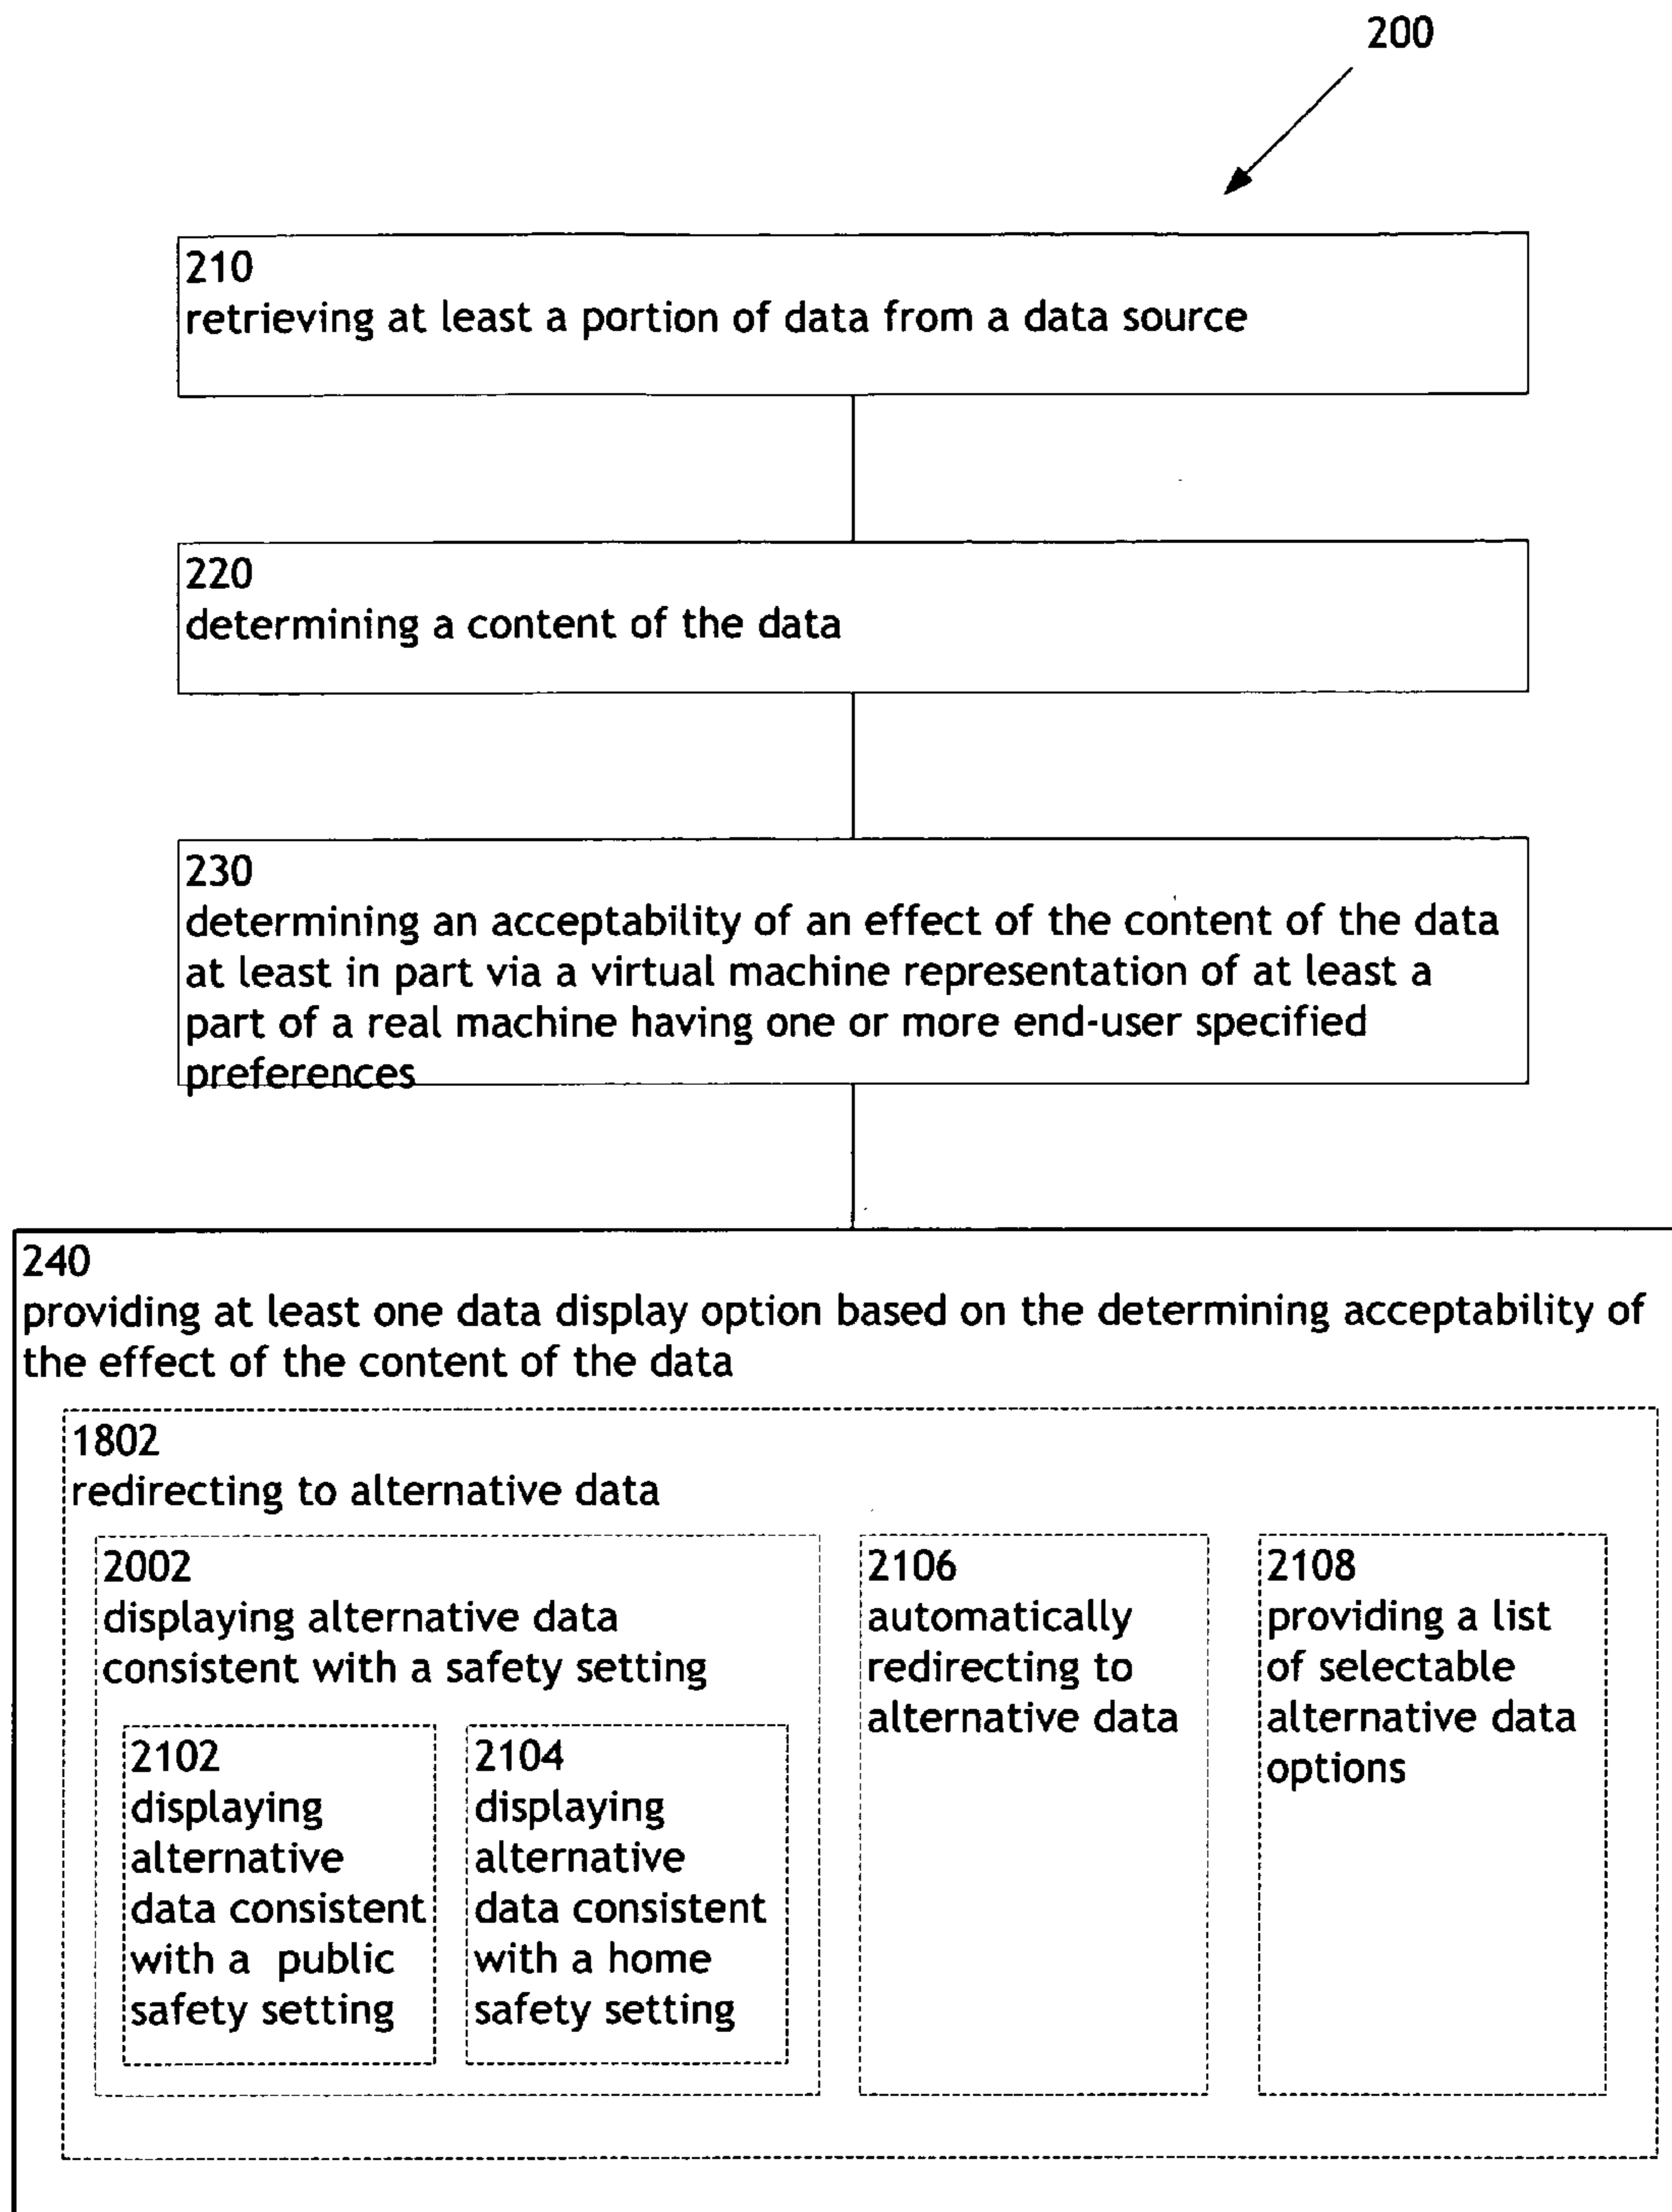 200
210
retrieving at least a portion of data from a data source
220
determining a content of the data
230
determining an acceptability of an effect of the content of the data
at least in part via a virtual machine representation of at least a
part of a real machine having one or more end-user specified
preferences
240
providing at least one data display option based on the determining acceptability of
the effect of the content of the data
1802
redirecting to alternative data
2002
displaying alternative data
consistent with a safety setting
2102
displaying
alternative
data consistent
with a public
safety setting
2104
displaying
alternative
data consistent
with a home
safety setting
2106
automatically
redirecting to
alternative data
2108
providing a list
of selectable
alternative data
options